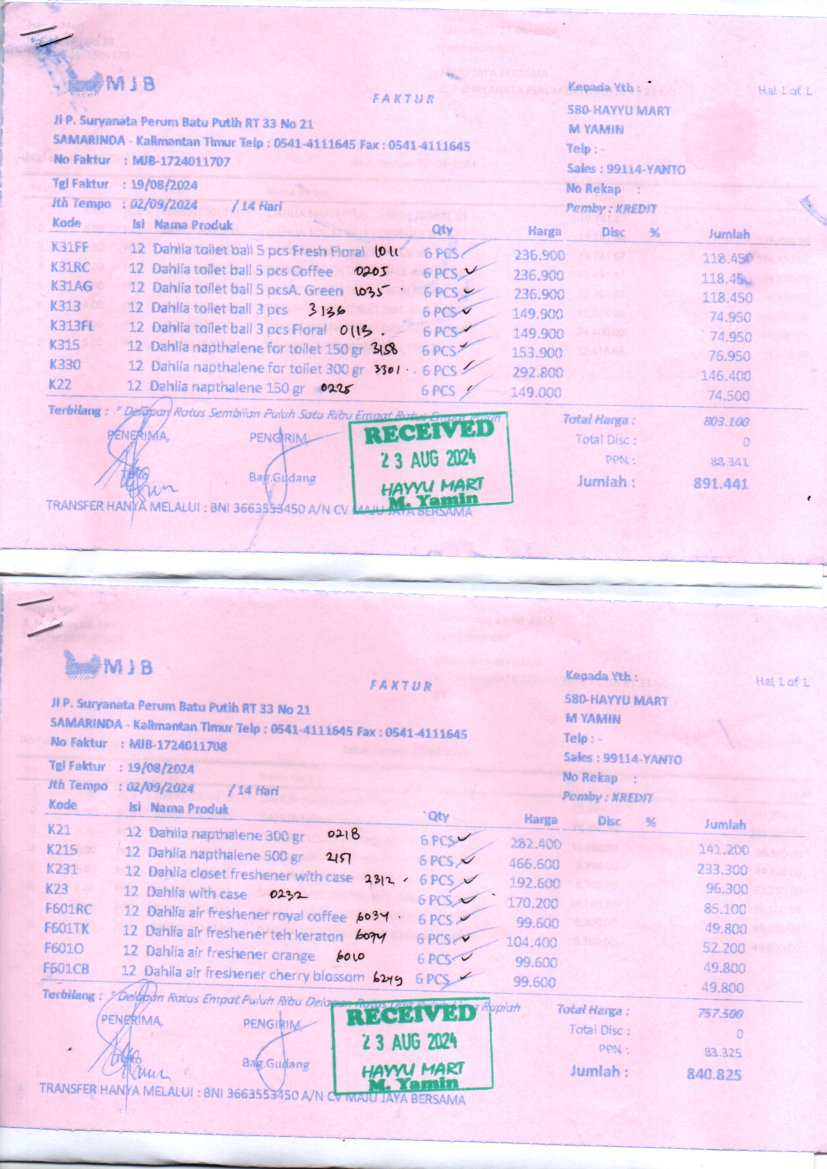 MJB
FAKTUR
Kepada Yth :
Hal 1 of 1
580-HAYYU MART
M YAMIN
Telp : -
Sales : 99114-YANTO
No Rekap :
Pemby : KREDIT
Jl P. Suryanata Perum Batu Putih RT 33 No 21
SAMARINDA - Kalimantan Timur Telp : 0541-4111645 Fax : 0541-4111645
No Faktur : MJB-1724011707
Tgl Faktur : 19/08/2024
Jth Tempo : 02/09/2024 / 14 Hari
Kode Isi Nama Produk Qty Harga Disc % Jumlah
K31FF 12 Dahlia toilet ball 5 pcs Fresh Floral 1011 6 PCS 236.900 118.450
K31RC 12 Dahlia toilet ball 5 pcs Coffee 0205 6 PCS 236.900 118.450
K31AG 12 Dahlia toilet ball 5 pcsA. Green 1035 6 PCS 236.900 118.450
K313 12 Dahlia toilet ball 3 pcs 3136 6 PCS 149.900 74.950
K313FL 12 Dahlia toilet ball 3 pcs Floral 0113 6 PCS 149.900 74.950
K315 12 Dahlia napthalene for toilet 150 gr 3158 6 PCS 153.900 76.950
K330 12 Dahlia napthalene for toilet 300 gr 3301 6 PCS 292.800 146.400
K22 12 Dahlia napthalene 150 gr 0225 6 PCS 149.000 74.500
Terbilang : " Delapan Ratus Sembilan Puluh Satu Ribu Empat Ratus
Total Harga : 803.100
Total Disc : 0
PPN : 88.341
Jumlah : 891.441
PENERIMA, PENGIRIM,
Toko Bag.Gudang
RECEIVED
23 AUG 2024
HAYYU MART
M. Yamin
TRANSFER HANYA MELALUI : BNI 3663553450 A/N CV MAJU JAYA BERSAMA
MJB
FAKTUR
Kepada Yth :
Hal 1 of 1
580-HAYYU MART
M YAMIN
Telp : -
Sales : 99114-YANTO
No Rekap :
Pemby : KREDIT
Jl P. Suryanata Perum Batu Putih RT 33 No 21
SAMARINDA - Kalimantan Timur Telp : 0541-4111645 Fax : 0541-4111645
No Faktur : MJB-1724011708
Tgl Faktur : 19/08/2024
Jth Tempo : 02/09/2024 / 14 Hari
Kode Isi Nama Produk Qty Harga Disc % Jumlah
K21 12 Dahlia napthalene 300 gr 0218 6 PCS 282.400 141.200
K215 12 Dahlia napthalene 500 gr 2151 6 PCS 466.600 233.300
K231 12 Dahlia closet freshener with case 2312 6 PCS 192.600 96.300
K23 12 Dahlia with case 0232 6 PCS 170.200 85.100
F601RC 12 Dahlia air freshener royal coffee 6034 6 PCS 99.600 49.800
F601TK 12 Dahlia air freshener teh keraton 6074 6 PCS 104.400 52.200
F601O 12 Dahlia air freshener orange 6010 6 PCS 99.600 49.800
F601CB 12 Dahlia air freshener cherry blossom 6249 6 PCS 99.600 49.800
Terbilang : " Delapan Ratus Empat Puluh Ribu Delapan Ratus Rupiah
Total Harga : 757.500
Total Disc : 0
PPN : 83.325
Jumlah : 840.825
PENERIMA, PENGIRIM,
Toko Bag.Gudang
RECEIVED
23 AUG 2024
HAYYU MART
M. Yamin
TRANSFER HANYA MELALUI : BNI 3663553450 A/N CV MAJU JAYA BERSAMA